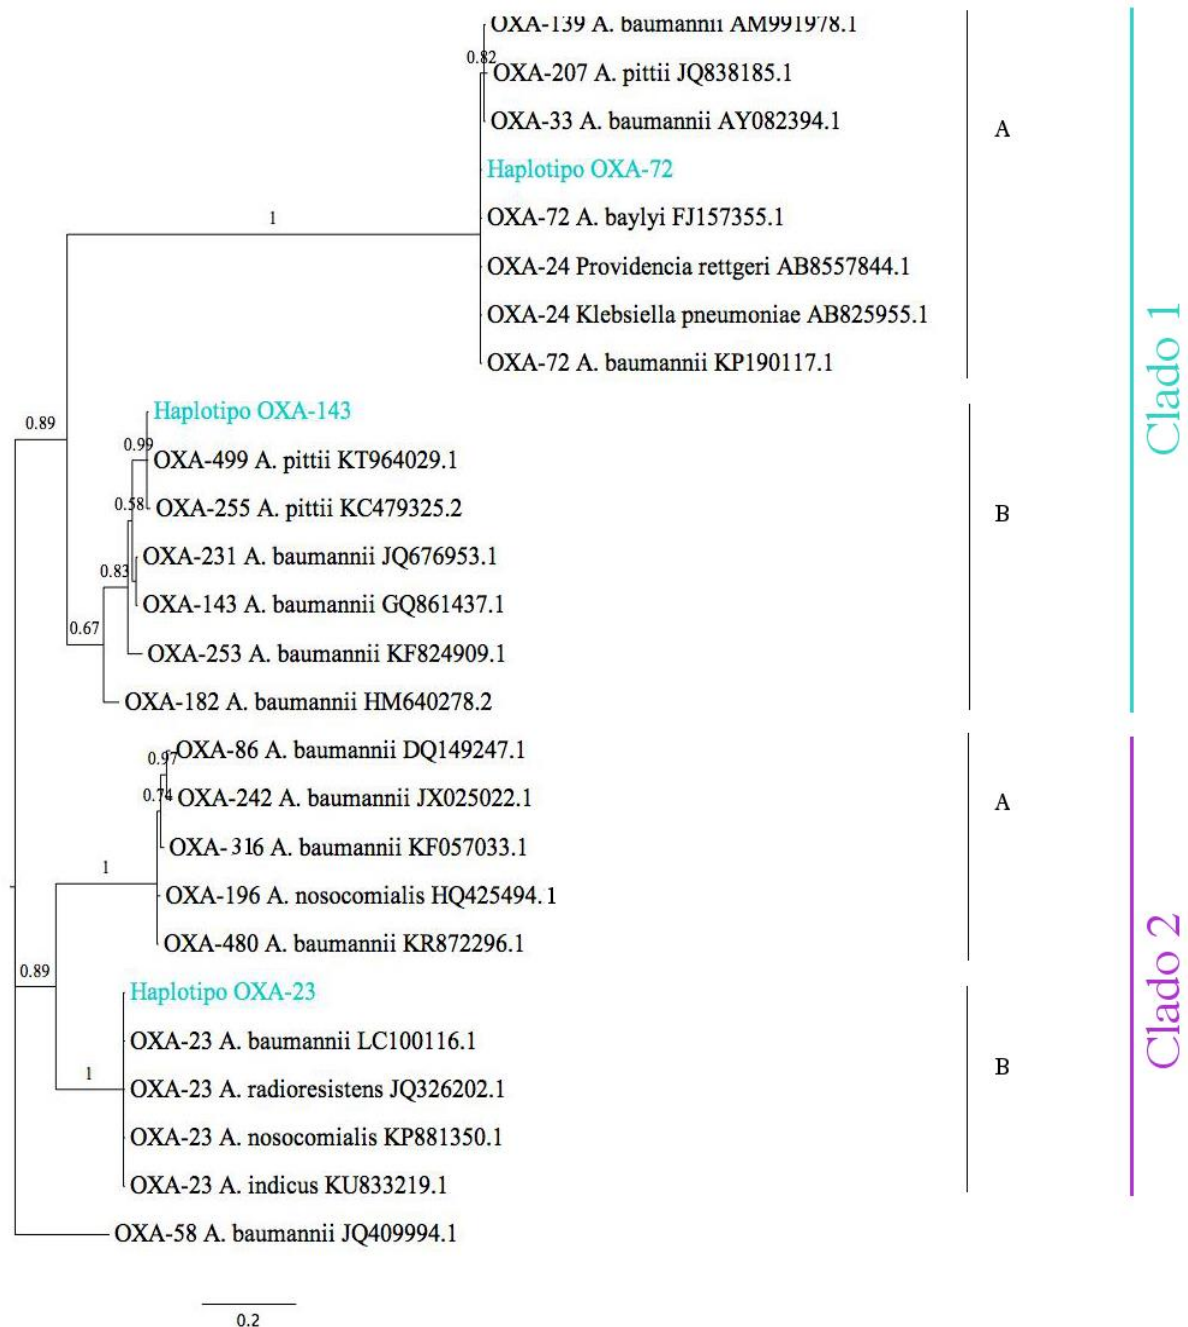 OXA-139 A. baumannii AM991978.1
0.82
OXA-207 A. pittii JQ838185.1
OXA-33 A. baumannii AY082394.1
A
Haplotipo OXA-72
1
OXA-72 A. baylyi FJ157355.1
OXA-24 Providencia rettgeri AB8557844.1
OXA-24 Klebsiella pneumoniae AB825955.1
OXA-72 A. baumannii KP190117.1
Clado 1
0.89
Haplotipo OXA-143
0.99
OXA-499 A. pittii KT964029.1
0.58
OXA-255 A. pittii KC479325.2
B
OXA-231 A. baumannii JQ676953.1
0.83
OXA-143 A. baumannii GQ861437.1
0.67
OXA-253 A. baumannii KF824909.1
OXA-182 A. baumannii HM640278.2
OXA-86 A. baumannii DQ149247.1
0.97
0.74
OXA-242 A. baumannii JX025022.1
A
OXA-316 A. baumannii KF057033.1
1
OXA-196 A. nosocomialis HQ425494.1
OXA-480 A. baumannii KR872296.1
Clado 2
0.89
Haplotipo OXA-23
OXA-23 A. baumannii LC100116.1
B
1
OXA-23 A. radioresistens JQ326202.1
OXA-23 A. nosocomialis KP881350.1
OXA-23 A. indicus KU833219.1
OXA-58 A. baumannii JQ409994.1
0.2